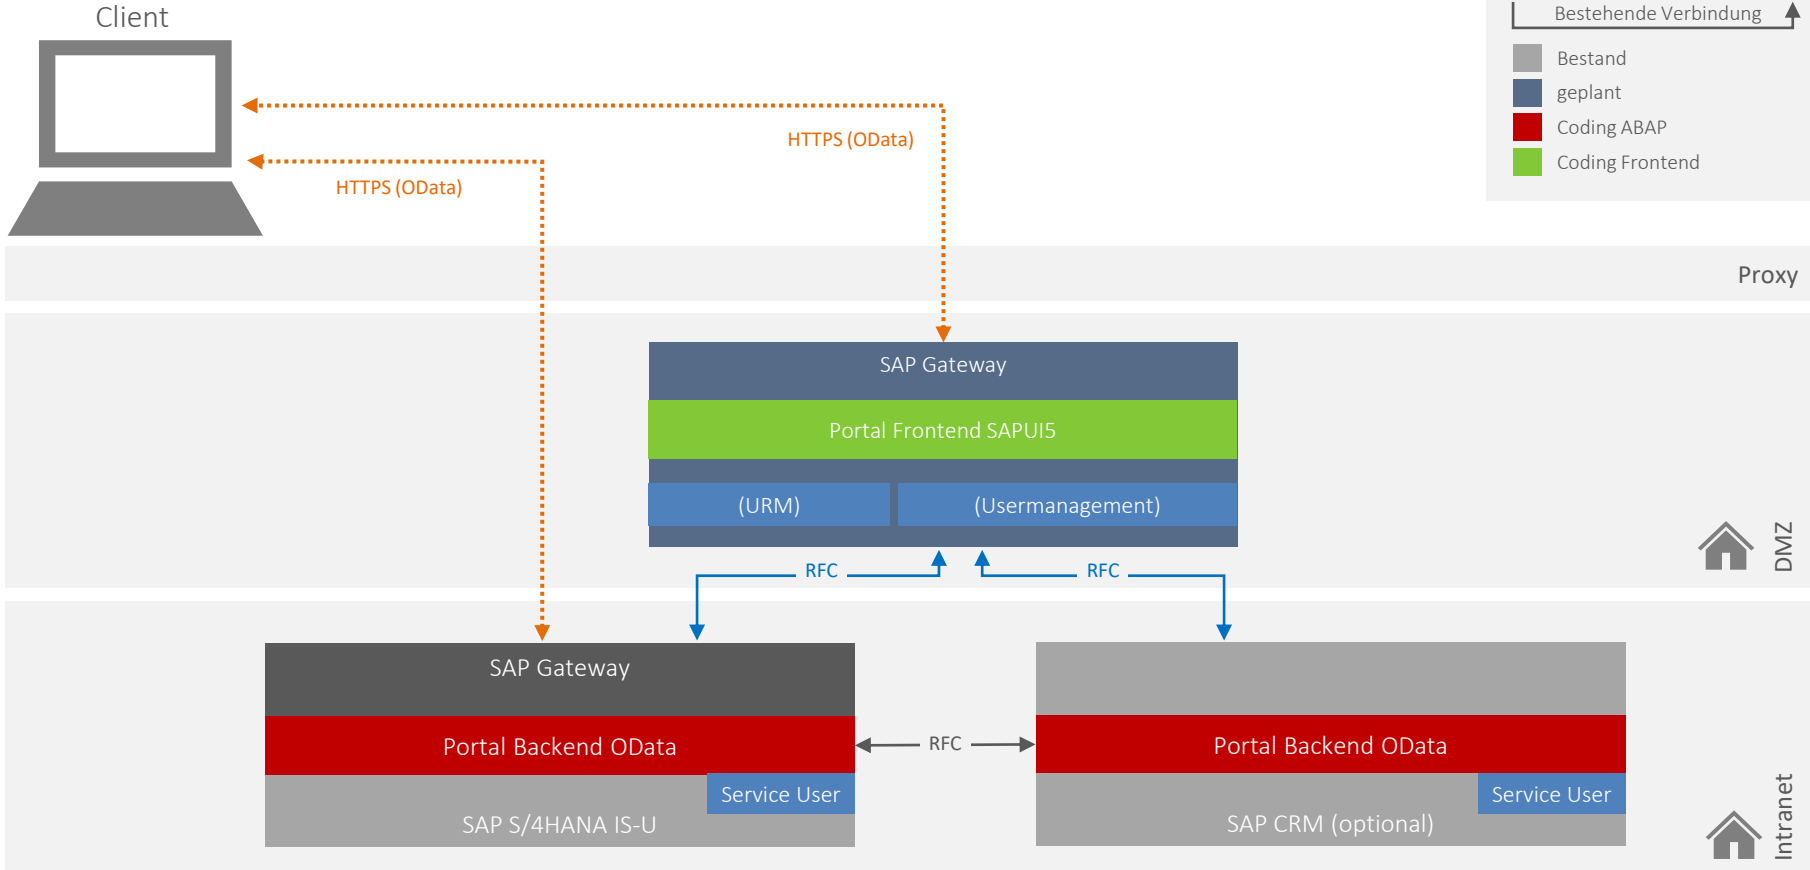 Client
Bestehende Verbindung
Bestand
geplant
Coding ABAP
Coding Frontend
HTTPS (OData)
HTTPS (OData)
Proxy
SAP Gateway
Portal Frontend SAPUI5
(URM)
(Usermanagement)
DMZ
RFC
RFC
SAP Gateway
Portal Backend OData
RFC
Portal Backend OData
Service User
Service User
SAP S/4HANA IS-U
SAP CRM (optional)
Intranet